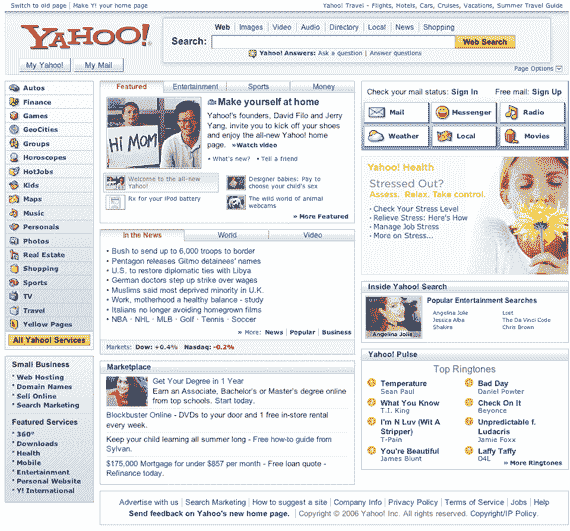 Switch to old page | Make Y! your home page
Yahoo! Travel - Flights, Hotels, Cars, Cruises, Vacations, Summer Travel Guide
YAHOO!
Web | Images | Video | Audio | Directory | Local | News | Shopping
Search:
Web Search
Yahoo! Answers: Ask a question | Answer questions
My Yahoo!
My Mail
Page Options
Autos
Finance
Games
GeoCities
Groups
Horoscopes
HotJobs
Kids
Maps
Music
Personals
Photos
Real Estate
Shopping
Sports
TV
Travel
Yellow Pages
All Yahoo! Services
Small Business
• Web Hosting
• Domain Names
• Sell Online
• Search Marketing
Featured Services
• 360°
• Downloads
• Health
• Mobile
• Entertainment
• Personal Website
• Y! International
Featured
Entertainment
Sports
Money
HI MOM
Make yourself at home
Yahoo!'s founders, David Filo and Jerry
Yang, invite you to kick off your shoes
and enjoy the all-new Yahoo! home
page. » Watch video
• What's new? • Tell a friend
Welcome to the all-new
Yahoo!
Designer babies: Pay to
choose your child's sex
Rx for your iPod battery
The wild world of animal
webcams
» More Featured
In the News
World
Video
• Bush to send up to 6,000 troops to border
• Pentagon releases Gitmo detainees' names
• U.S. to restore diplomatic ties with Libya
• German doctors step up strike over wages
• Muslims said most deprived minority in U.K.
• Work, motherhood a healthy balance - study
• Italians no longer avoiding homegrown films
• NBA · NHL · MLB · Golf · Tennis · Soccer
» More: News | Popular | Business
Markets: Dow: +0.4% Nasdaq: -0.2%
Marketplace
Get Your Degree in 1 Year
Earn an Associate, Bachelor's or Master's degree online
from top schools. Start today.
Blockbuster Online - DVDs to your door and 1 free in-store rental
every week.
Keep your child learning all summer long - Free how-to guide from
Sylvan.
$175,000 Mortgage for under $857 per month - Free loan quote -
Refinance today.
Check your mail status: Sign In
Free mail: Sign Up
Mail
Messenger
Radio
Weather
Local
Movies
Yahoo! Health
Stressed Out?
Assess. Relax. Take control.
• Check Your Stress Level
• Relieve Stress: Here's How
• Manage Job Stress
• More on Stress...
Inside Yahoo! Search
Popular Entertainment Searches
Angelina Jolie
Lost
Jessica Alba
The Da Vinci Code
Shakira
Chris Brown
Angelina Jolie
Yahoo! Pulse
Top Ringtones
Temperature
Sean Paul
Bad Day
Daniel Powter
What You Know
T.I. King
Check On It
Beyonce
I'm N Luv (Wit A
Stripper)
T-Pain
Unpredictable f.
Ludacris
Jamie Foxx
You're Beautiful
James Blunt
Laffy Taffy
D4L
» More Ringtones
Advertise with us | Search Marketing | How to suggest a site | Company Info | Privacy Policy | Terms of Service | Jobs | Help
Send feedback on Yahoo!'s new home page. | Copyright © 2006 Yahoo! Inc. All rights reserved. Copyright/IP Policy